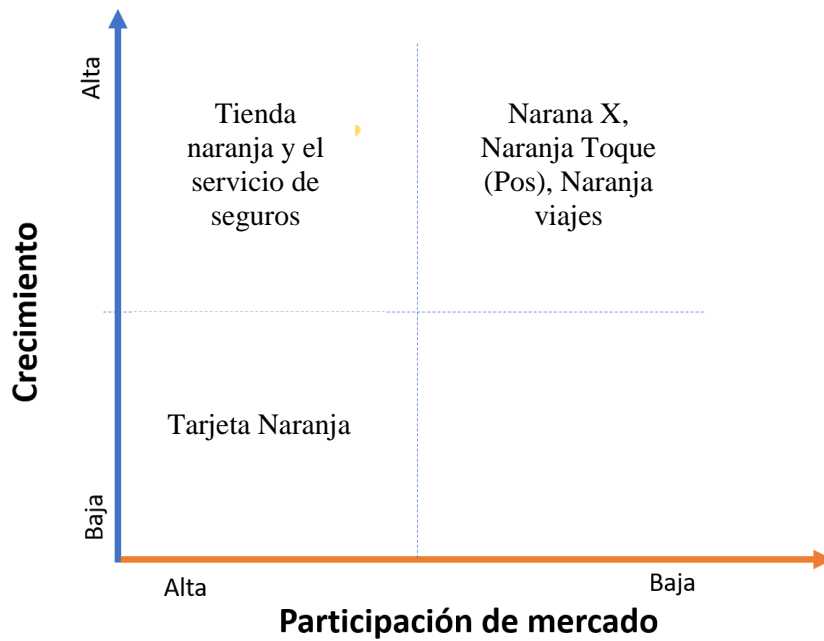 Alta
Tienda
naranja y el
servicio de
seguros
Narana X,
Naranja Toque
(Pos), Naranja
viajes
Crecimiento
Tarjeta Naranja
Baja
Alta
Baja
Participación de mercado